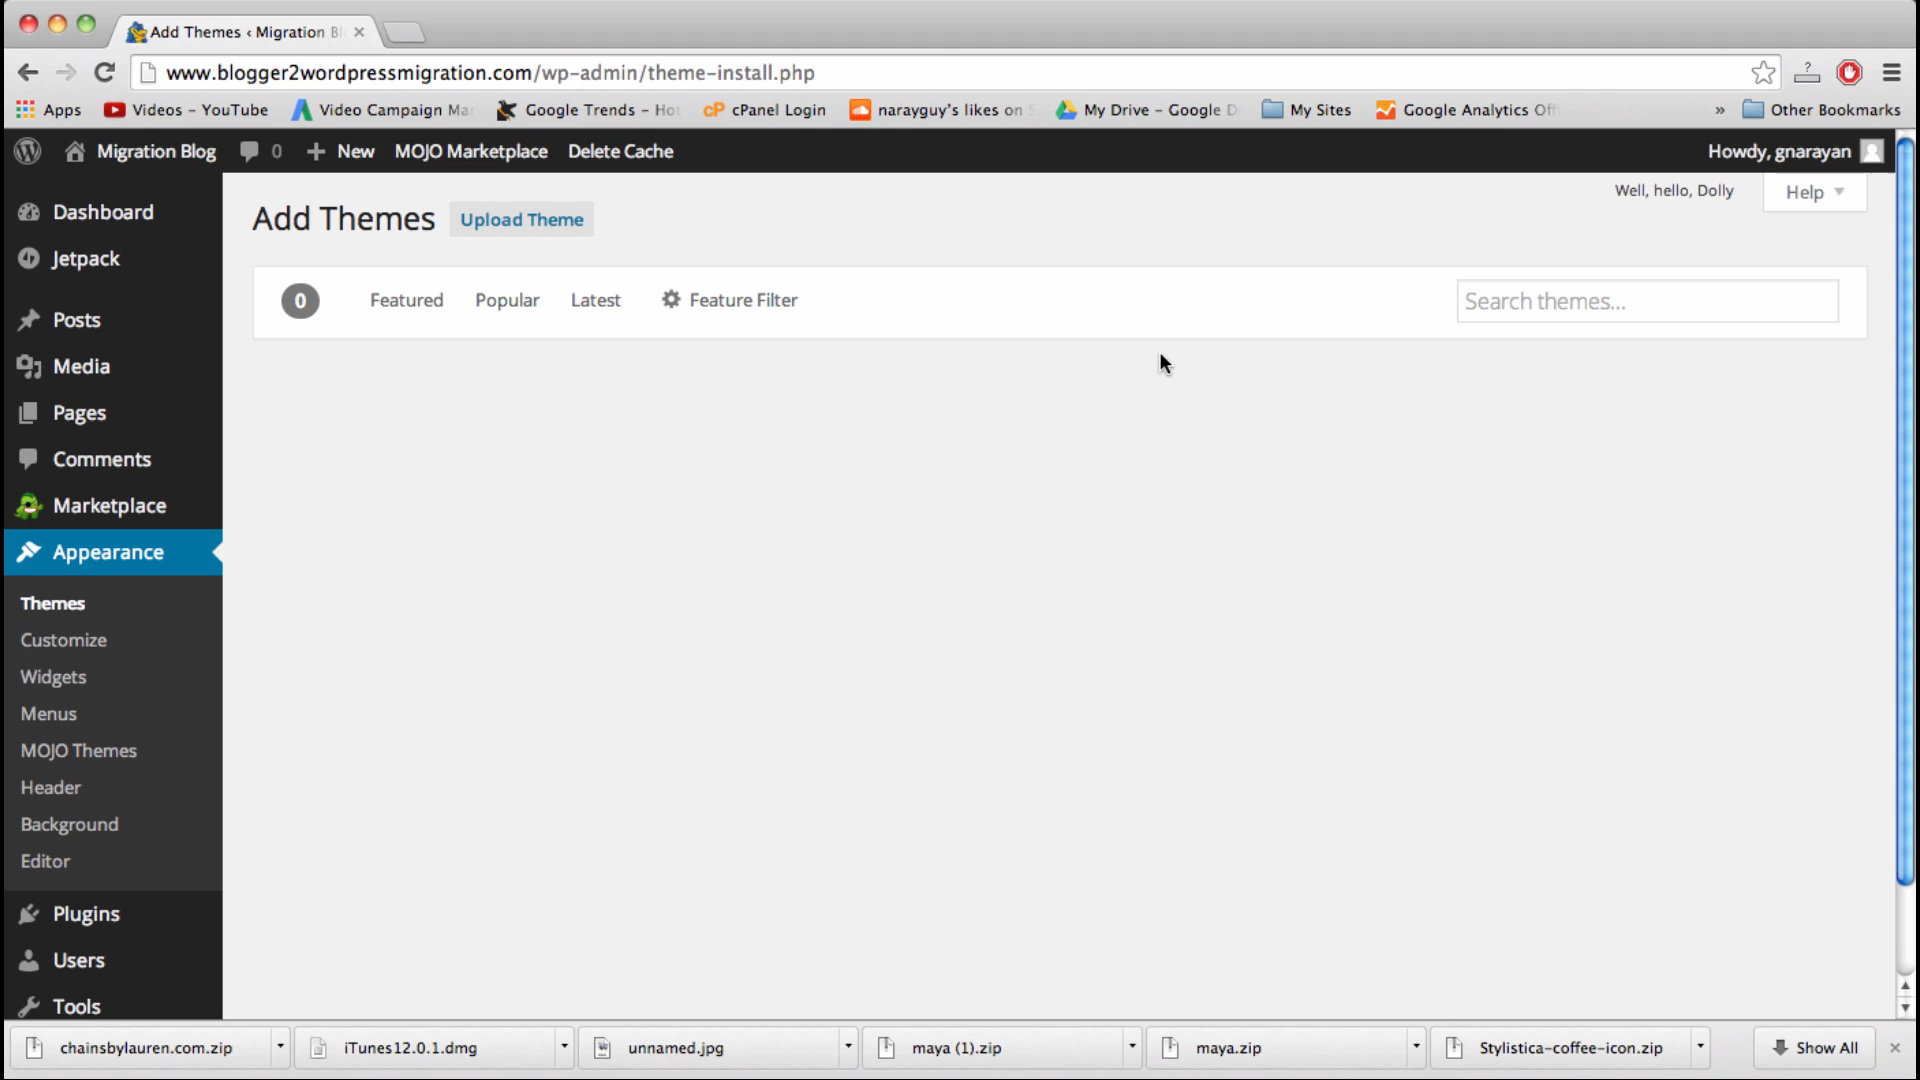 Add Themes ‹ Migration Bl
www.blogger2wordpressmigration.com/wp-admin/theme-install.php
Apps Videos – YouTube Video Campaign Ma Google Trends – Hot cPanel Login narayguy's likes on S My Drive – Google D My Sites Google Analytics Off » Other Bookmarks
Migration Blog 0 + New MOJO Marketplace Delete Cache Howdy, gnarayan
Well, hello, Dolly Help
Add Themes Upload Theme
0 Featured Popular Latest Feature Filter Search themes...
Dashboard
Jetpack
Posts
Media
Pages
Comments
Marketplace
Appearance
Themes
Customize
Widgets
Menus
MOJO Themes
Header
Background
Editor
Plugins
Users
Tools
chainsbylauren.com.zip iTunes12.0.1.dmg unnamed.jpg maya (1).zip maya.zip Stylistica-coffee-icon.zip Show All